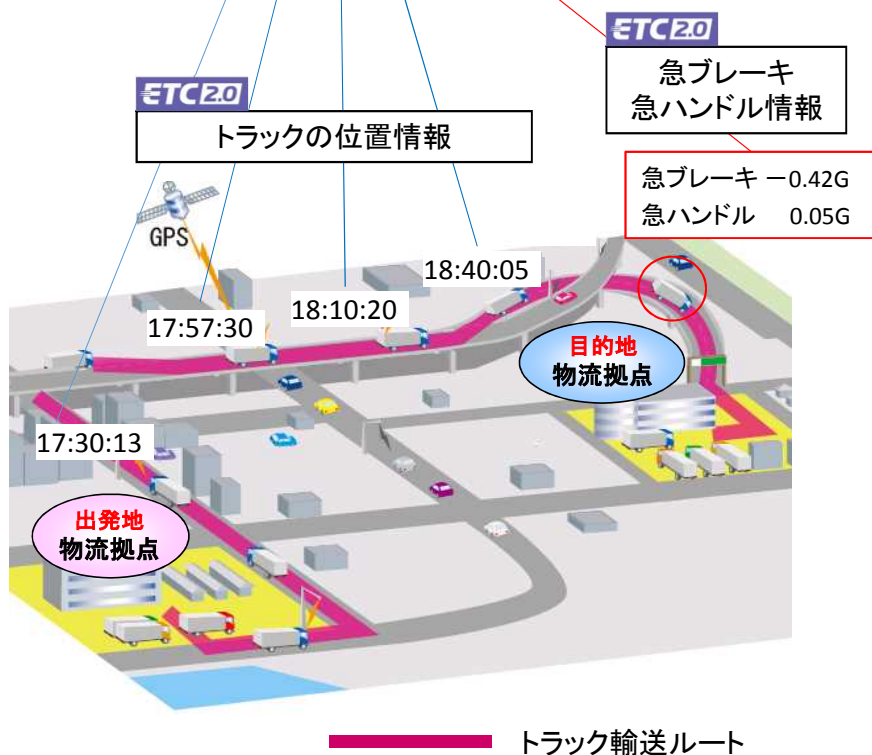 ETC2.0
急ブレーキ
急ハンドル情報
ETC2.0
トラックの位置情報
急ブレーキ －0.42G
急ハンドル 0.05G
GPS
18:40:05
18:10:20
17:57:30
目的地
物流拠点
17:30:13
出発地
物流拠点
トラック輸送ルート